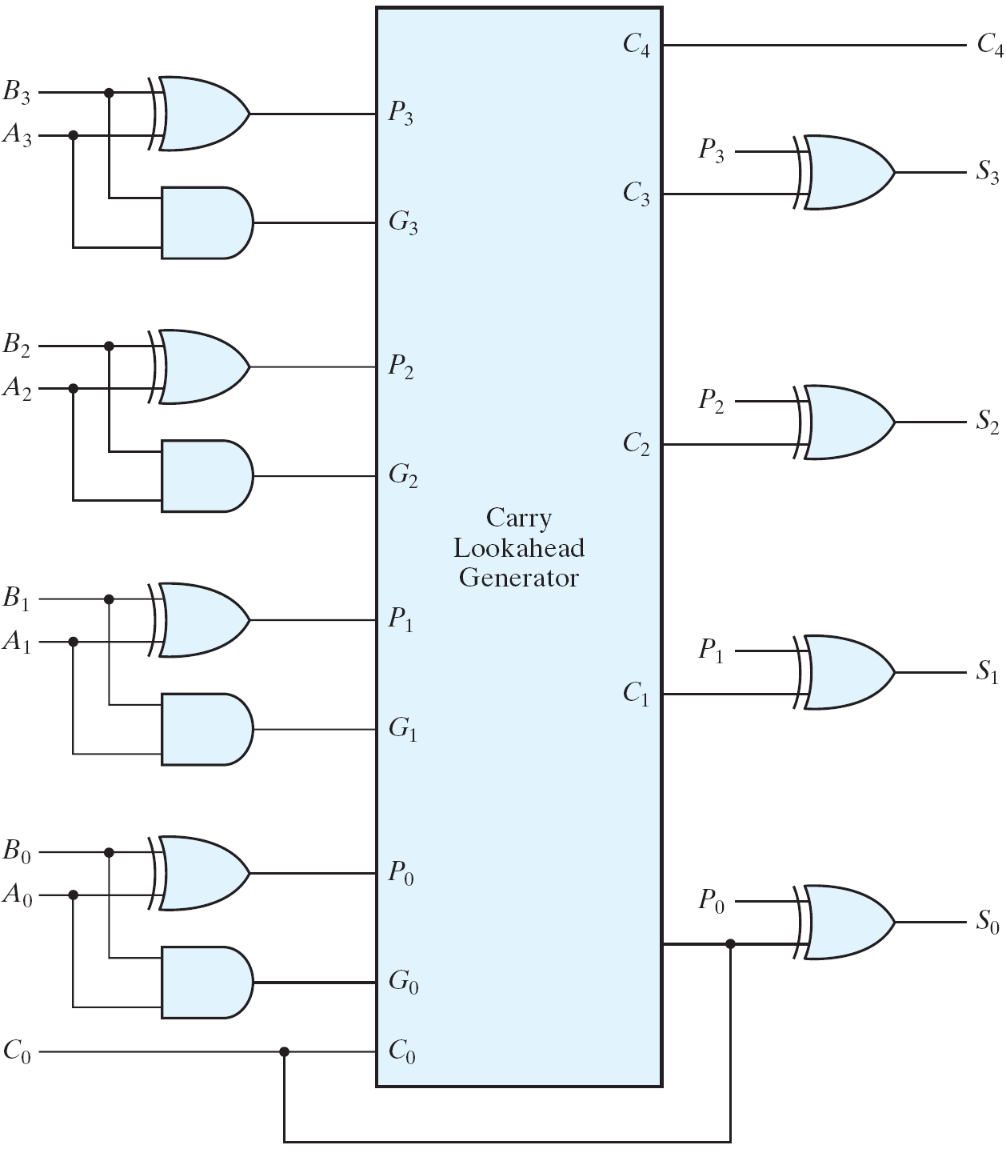 C₄
C₄
B₃
A₃
P₃
P₃
S₃
C₃
G₃
B₂
A₂
P₂
P₂
S₂
C₂
G₂
Carry
Lookahead
Generator
B₁
A₁
P₁
P₁
S₁
C₁
G₁
B₀
A₀
P₀
P₀
S₀
G₀
C₀
C₀